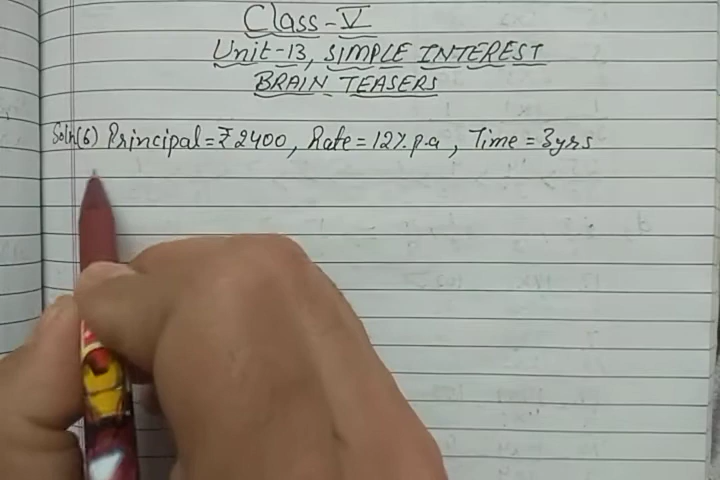 Class-V
Unit-13, SIMPLE INTEREST
BRAIN TEASERS
Soln(6) Principal = ₹2400, Rate = 12% p.a, Time = 3yrs